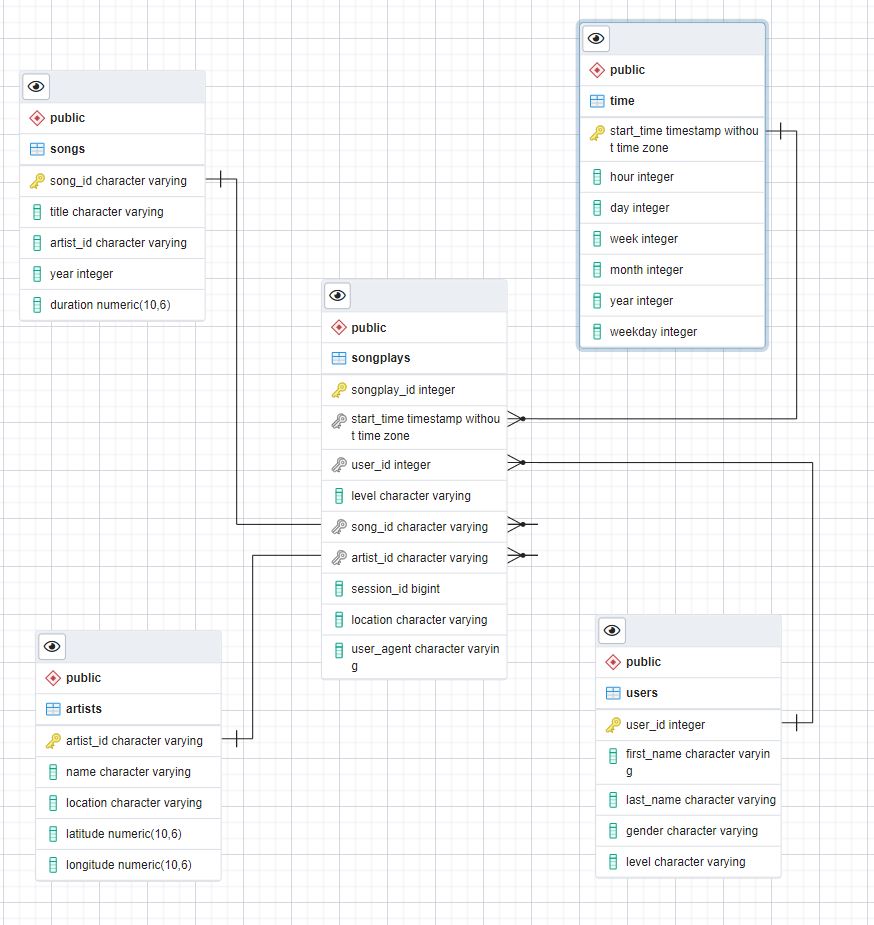 public
songs
song_id character varying
title character varying
artist_id character varying
year integer
duration numeric(10,6)
public
time
start_time timestamp withou
t time zone
hour integer
day integer
week integer
month integer
year integer
weekday integer
public
songplays
songplay_id integer
start_time timestamp withou
t time zone
user_id integer
level character varying
song_id character varying
artist_id character varying
session_id bigint
location character varying
user_agent character varyin
g
public
artists
artist_id character varying
name character varying
location character varying
latitude numeric(10,6)
longitude numeric(10,6)
public
users
user_id integer
first_name character varyin
g
last_name character varying
gender character varying
level character varying